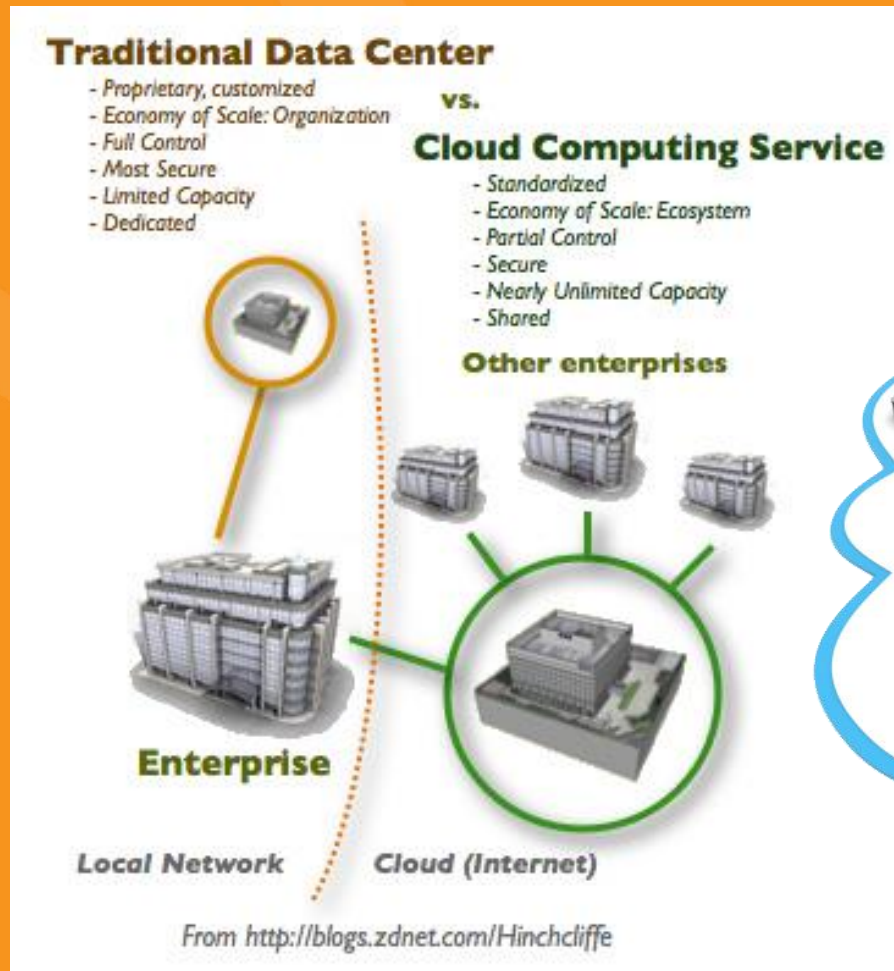 Traditional Data Center
- Proprietary, customized
- Economy of Scale: Organization
- Full Control
- Most Secure
- Limited Capacity
- Dedicated
vs.
Cloud Computing Service
- Standardized
- Economy of Scale: Ecosystem
- Partial Control
- Secure
- Nearly Unlimited Capacity
- Shared
Other enterprises
Enterprise
Local Network
Cloud (Internet)
From http://blogs.zdnet.com/Hinchcliffe